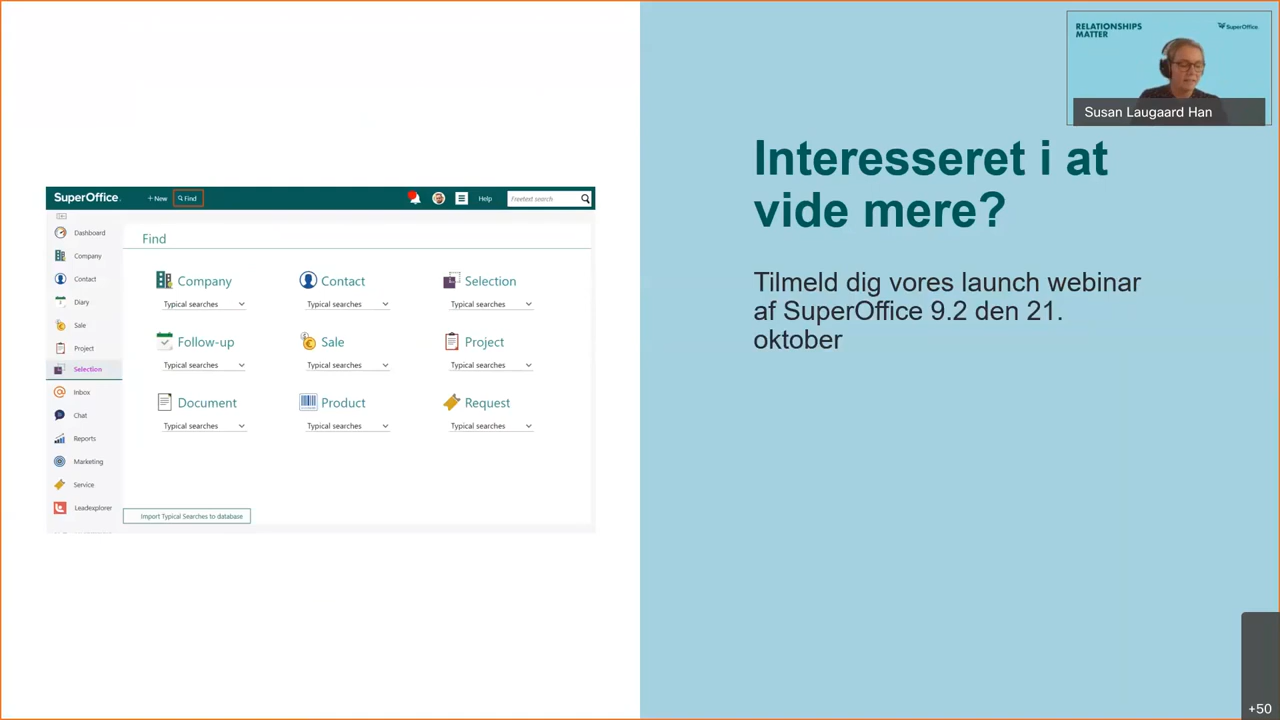 RELATIONSHIPS
MATTER
SuperOffice
Susan Laugaard Han
Interesseret i at
vide mere?
Tilmeld dig vores launch webinar
af SuperOffice 9.2 den 21.
oktober
SuperOffice.
+ New
Find
Help
Freetext search
Dashboard
Company
Contact
Diary
Sale
Project
Selection
Inbox
Chat
Reports
Marketing
Service
Leadexplorer
Find
Company
Contact
Selection
Typical searches
Typical searches
Typical searches
Follow-up
Sale
Project
Typical searches
Typical searches
Typical searches
Document
Product
Request
Typical searches
Typical searches
Typical searches
Import Typical Searches to database
+50